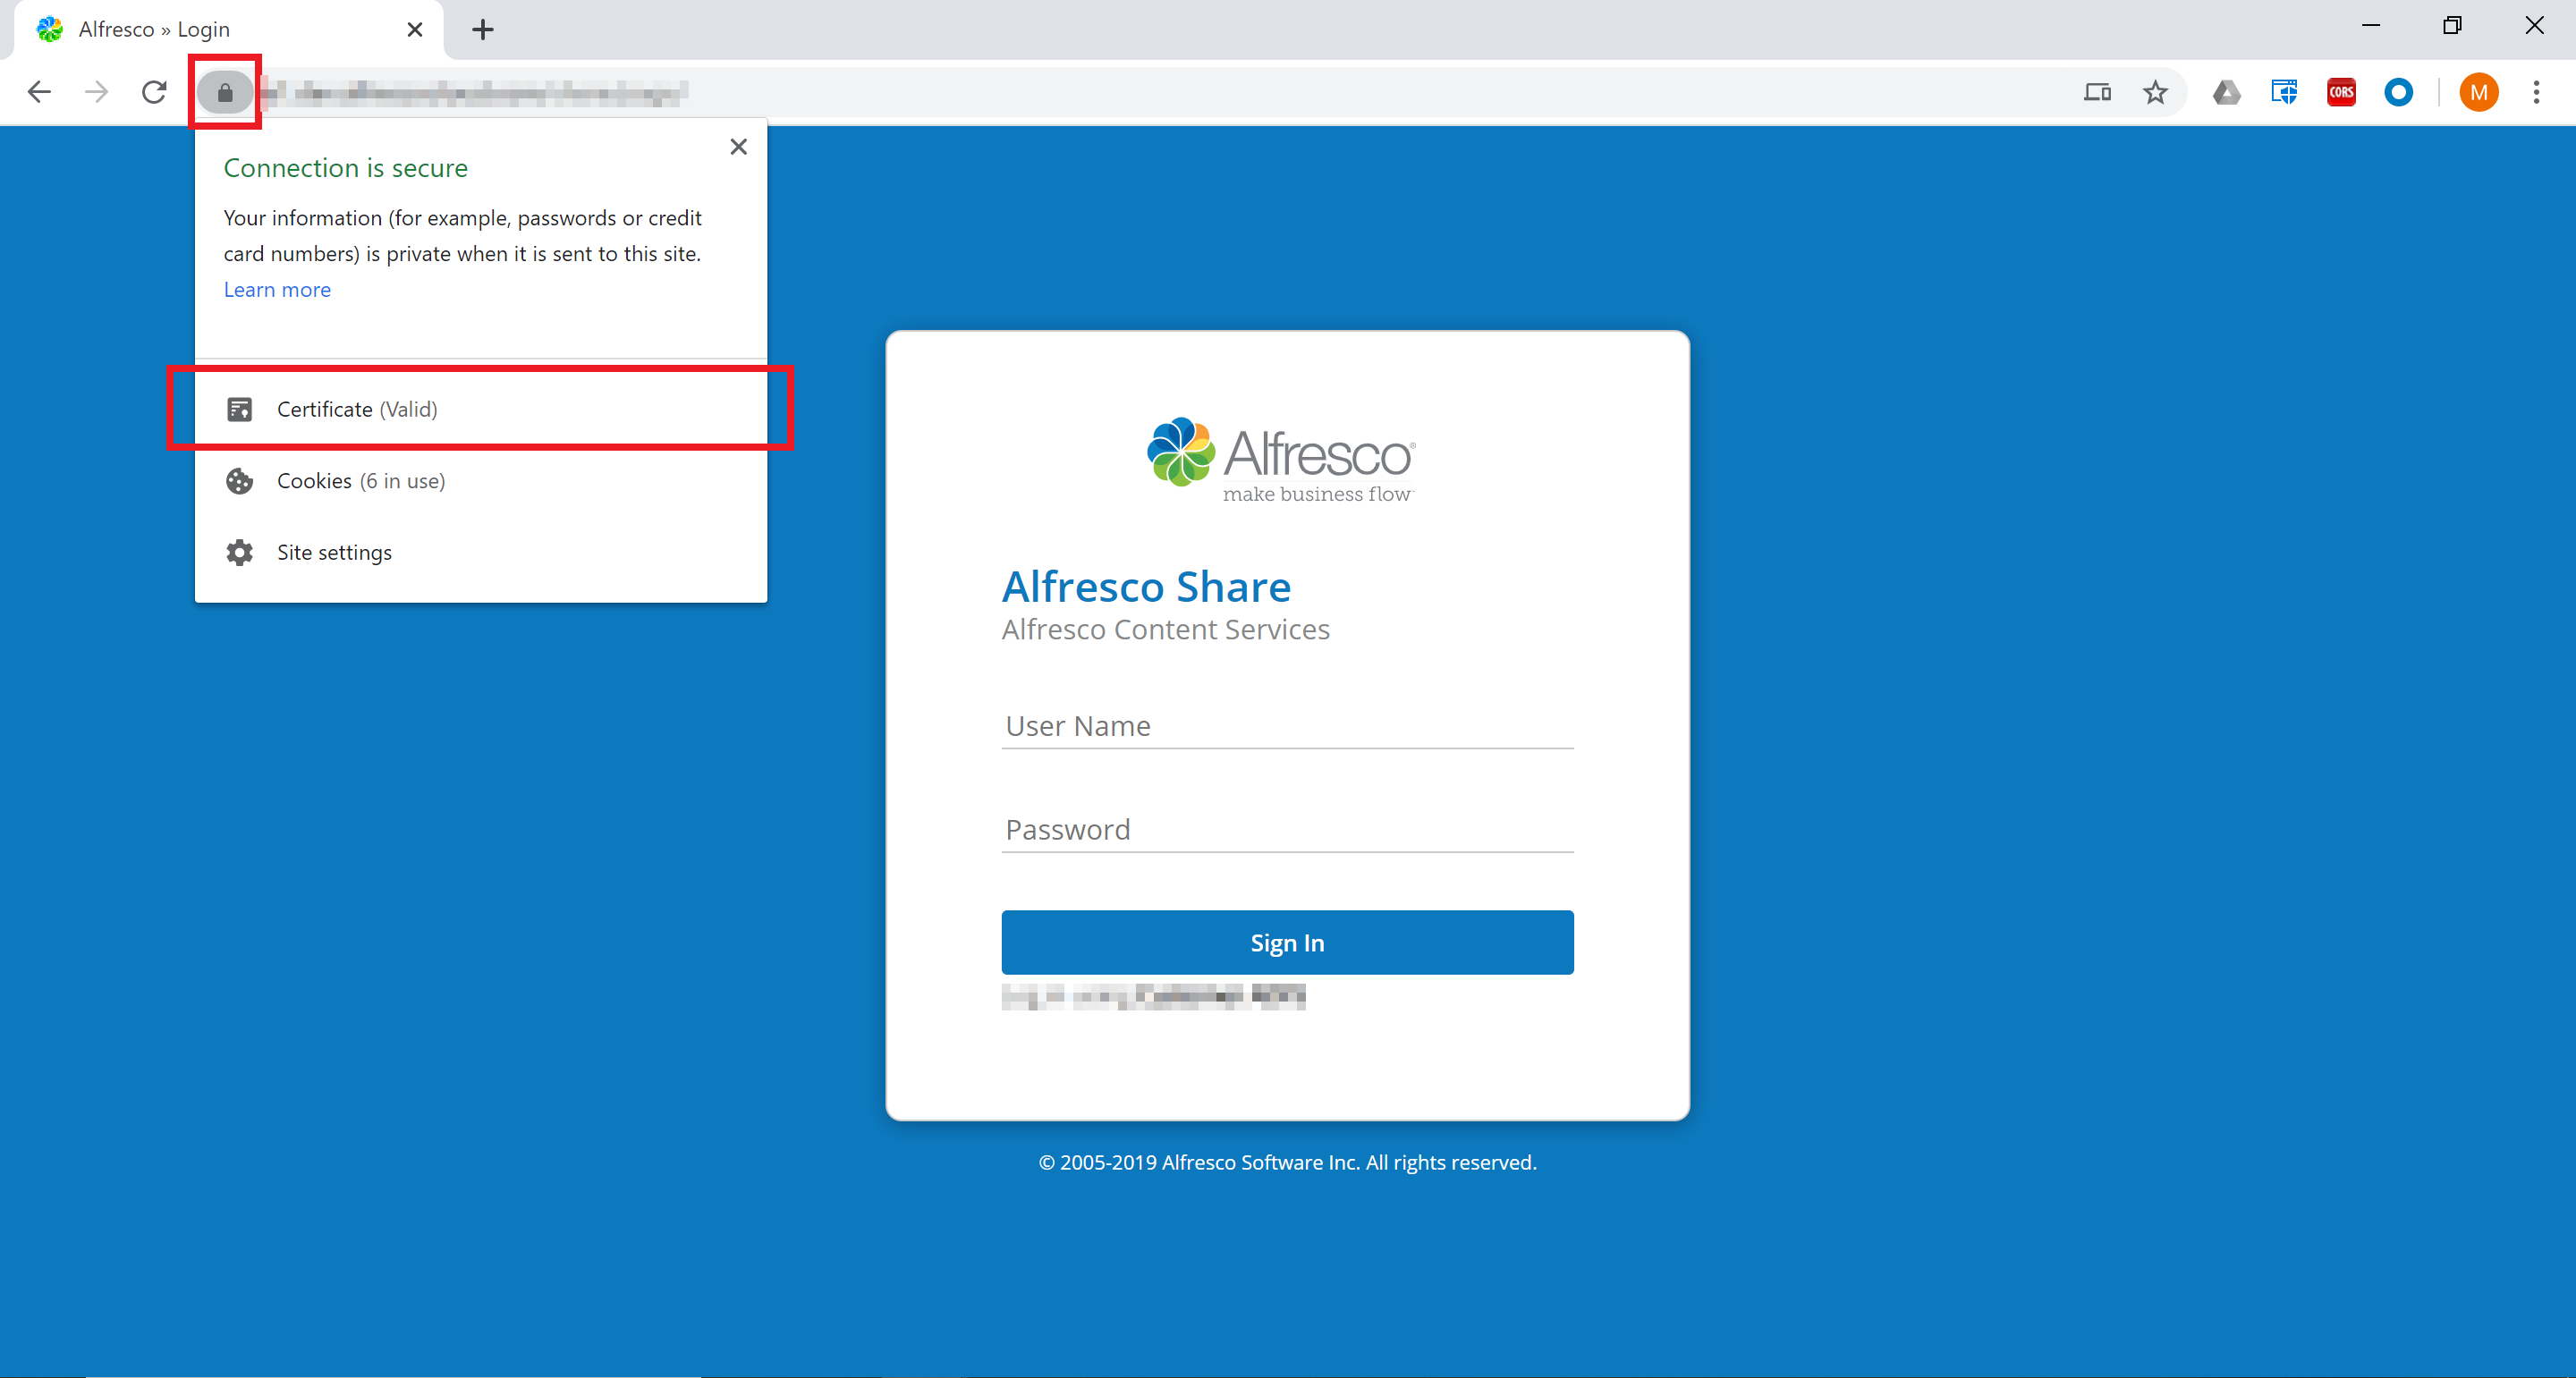 Alfresco » Login
CORS
M
Connection is secure
Your information (for example, passwords or credit
card numbers) is private when it is sent to this site.
Learn more
Certificate (Valid)
Cookies (6 in use)
Site settings
Alfresco®
make business flow
Alfresco Share
Alfresco Content Services
User Name
Password
Sign In
© 2005-2019 Alfresco Software Inc. All rights reserved.